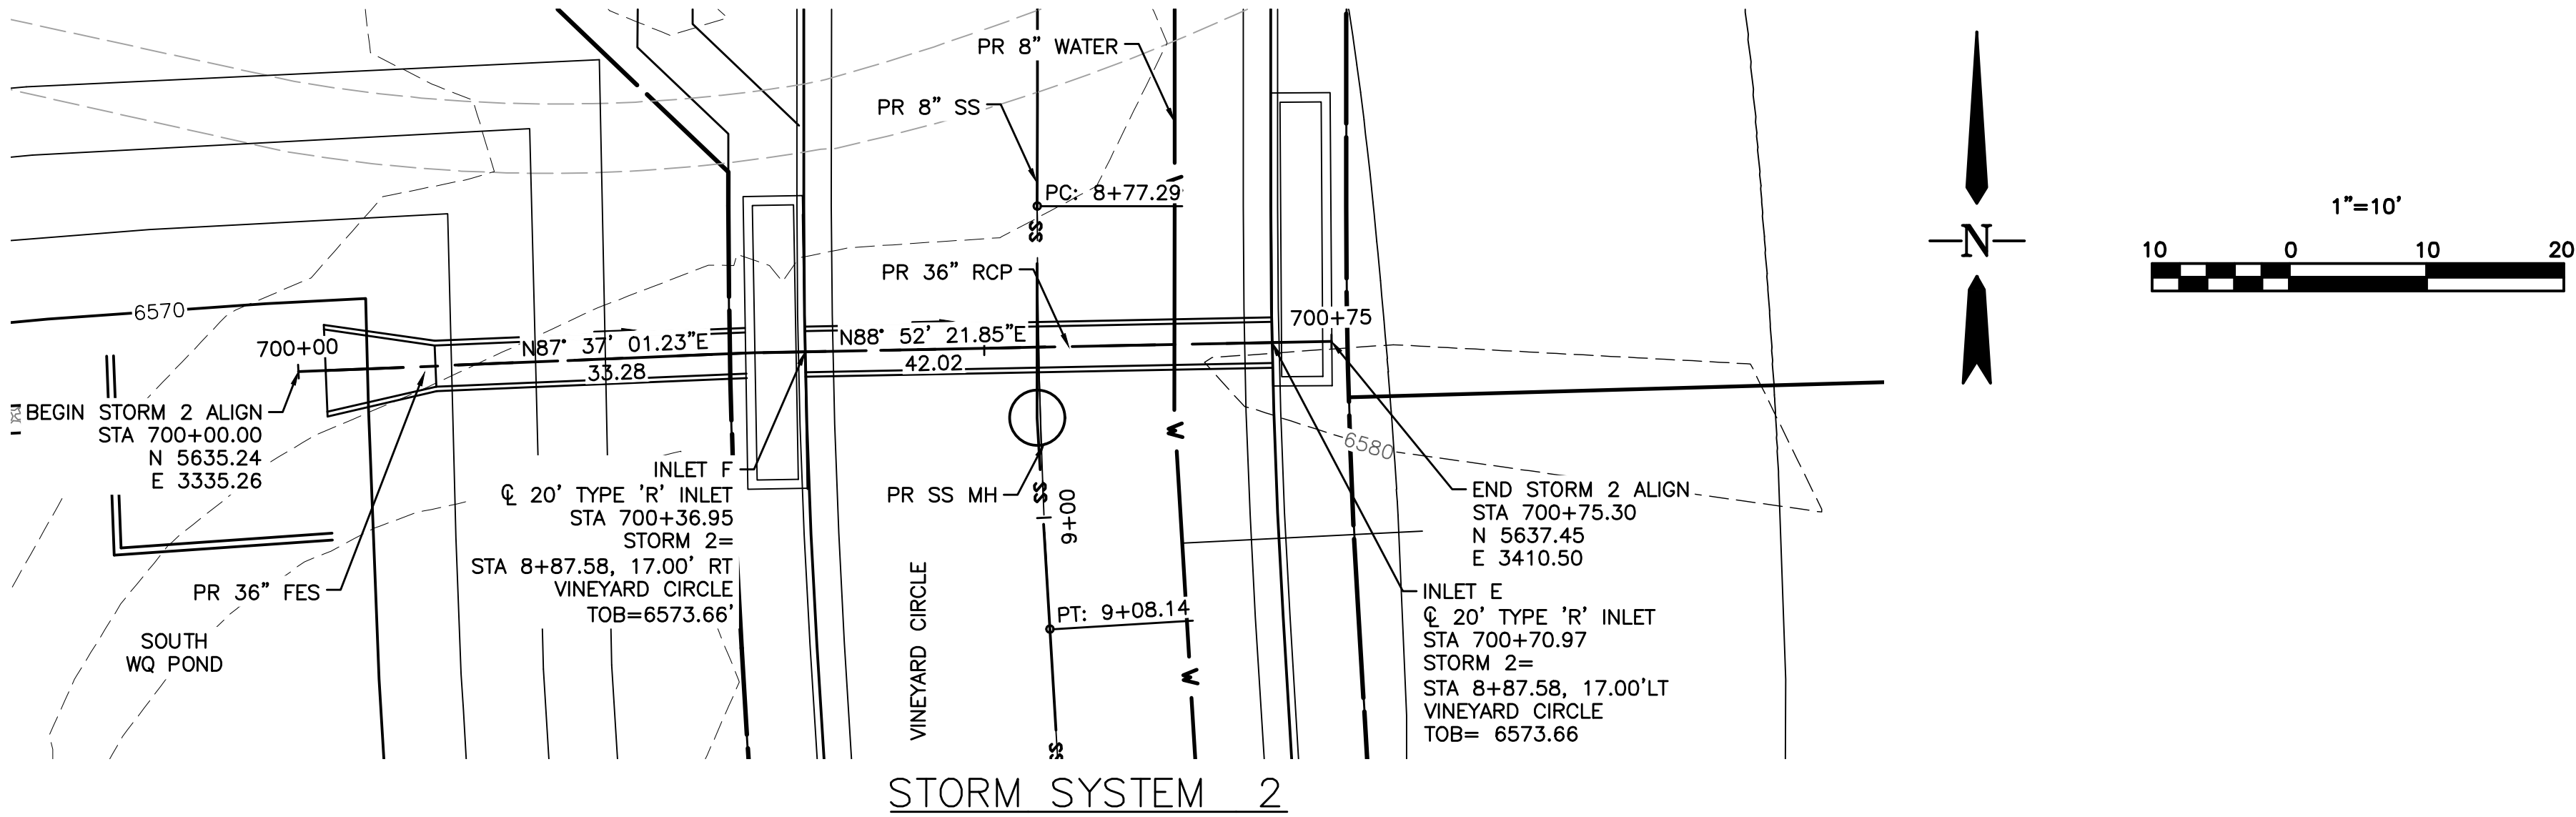 PR 8" WATER
PR 8" SS
PC: 8+77.29
SS
PR 36" RCP
6570
700+00
N87° 37' 01.23"E
33.28
N88° 52' 21.85"E
42.02
700+75
BEGIN STORM 2 ALIGN
STA 700+00.00
N 5635.24
E 3335.26
PR 36" FES
SOUTH
WQ POND
INLET F
℄ 20' TYPE 'R' INLET
STA 700+36.95
STORM 2=
STA 8+87.58, 17.00' RT
VINEYARD CIRCLE
TOB=6573.66'
PR SS MH
SS
9+00
W
PT: 9+08.14
VINEYARD CIRCLE
W
SS
6580
END STORM 2 ALIGN
STA 700+75.30
N 5637.45
E 3410.50
INLET E
℄ 20' TYPE 'R' INLET
STA 700+70.97
STORM 2=
STA 8+87.58, 17.00'LT
VINEYARD CIRCLE
TOB= 6573.66
N
1"=10'
10 0 10 20
STORM SYSTEM 2